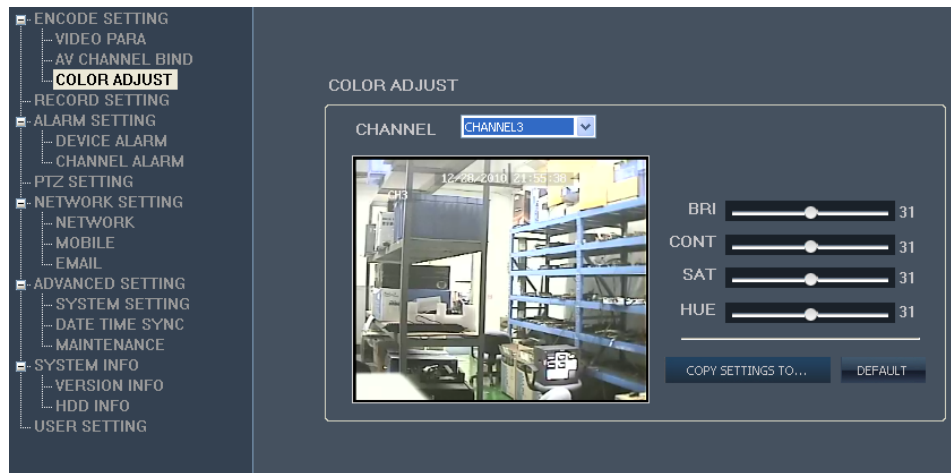 ENCODE SETTING
VIDEO PARA
AV CHANNEL BIND
COLOR ADJUST
RECORD SETTING
ALARM SETTING
DEVICE ALARM
CHANNEL ALARM
PTZ SETTING
NETWORK SETTING
NETWORK
MOBILE
EMAIL
ADVANCED SETTING
SYSTEM SETTING
DATE TIME SYNC
MAINTENANCE
SYSTEM INFO
VERSION INFO
HDD INFO
USER SETTING
COLOR ADJUST
CHANNEL CHANNEL3
12-28-2010 21:55:38
CH3
BRI 31
CONT 31
SAT 31
HUE 31
COPY SETTINGS TO... DEFAULT